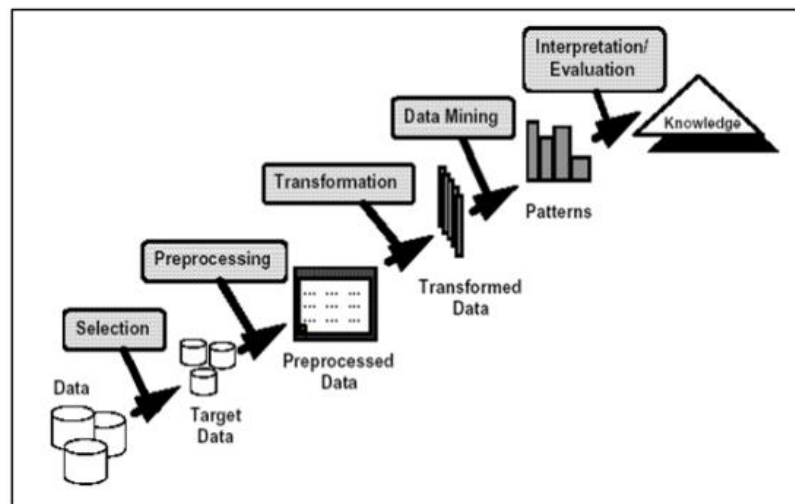 Interpretation/
Evaluation
Data Mining
Knowledge
Transformation
Patterns
Preprocessing
Transformed
Data
Selection
Preprocessed
Data
Data
Target
Data